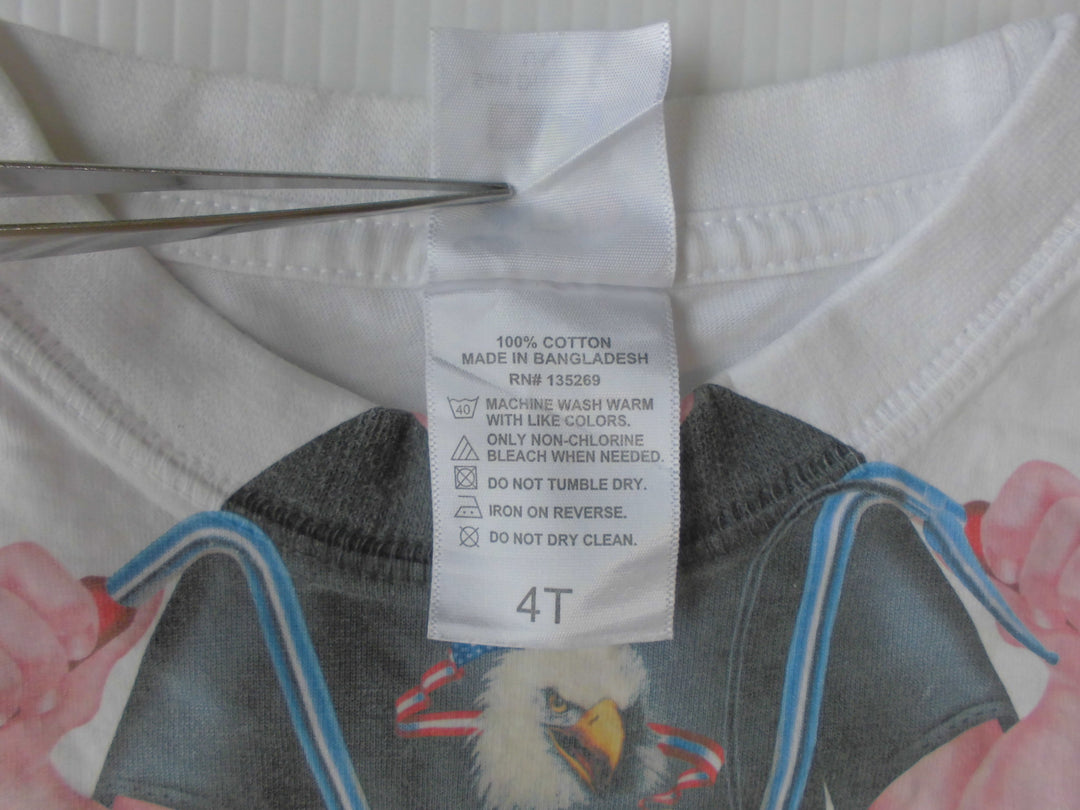 100% COTTON
MADE IN BANGLADESH
RN# 135269
40
MACHINE WASH WARM
WITH LIKE COLORS.
ONLY NON-CHLORINE
BLEACH WHEN NEEDED.
DO NOT TUMBLE DRY.
IRON ON REVERSE.
DO NOT DRY CLEAN.
4T